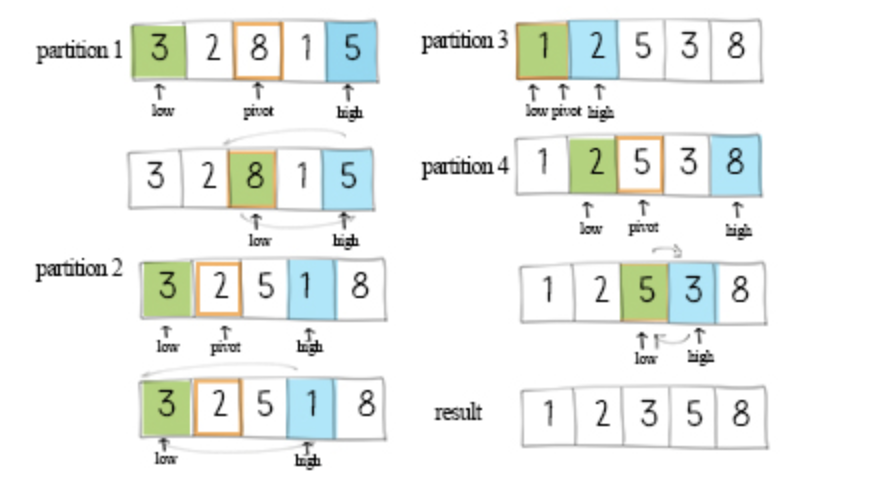 partition 1 3 2 8 1 5
low pivot high
3 2 8 1 5
low high
partition 2 3 2 5 1 8
low pivot high
3 2 5 1 8
low high
partition 3 1 2 5 3 8
low pivot high
partition 4 1 2 5 3 8
low pivot high
1 2 5 3 8
low high
result 1 2 3 5 8